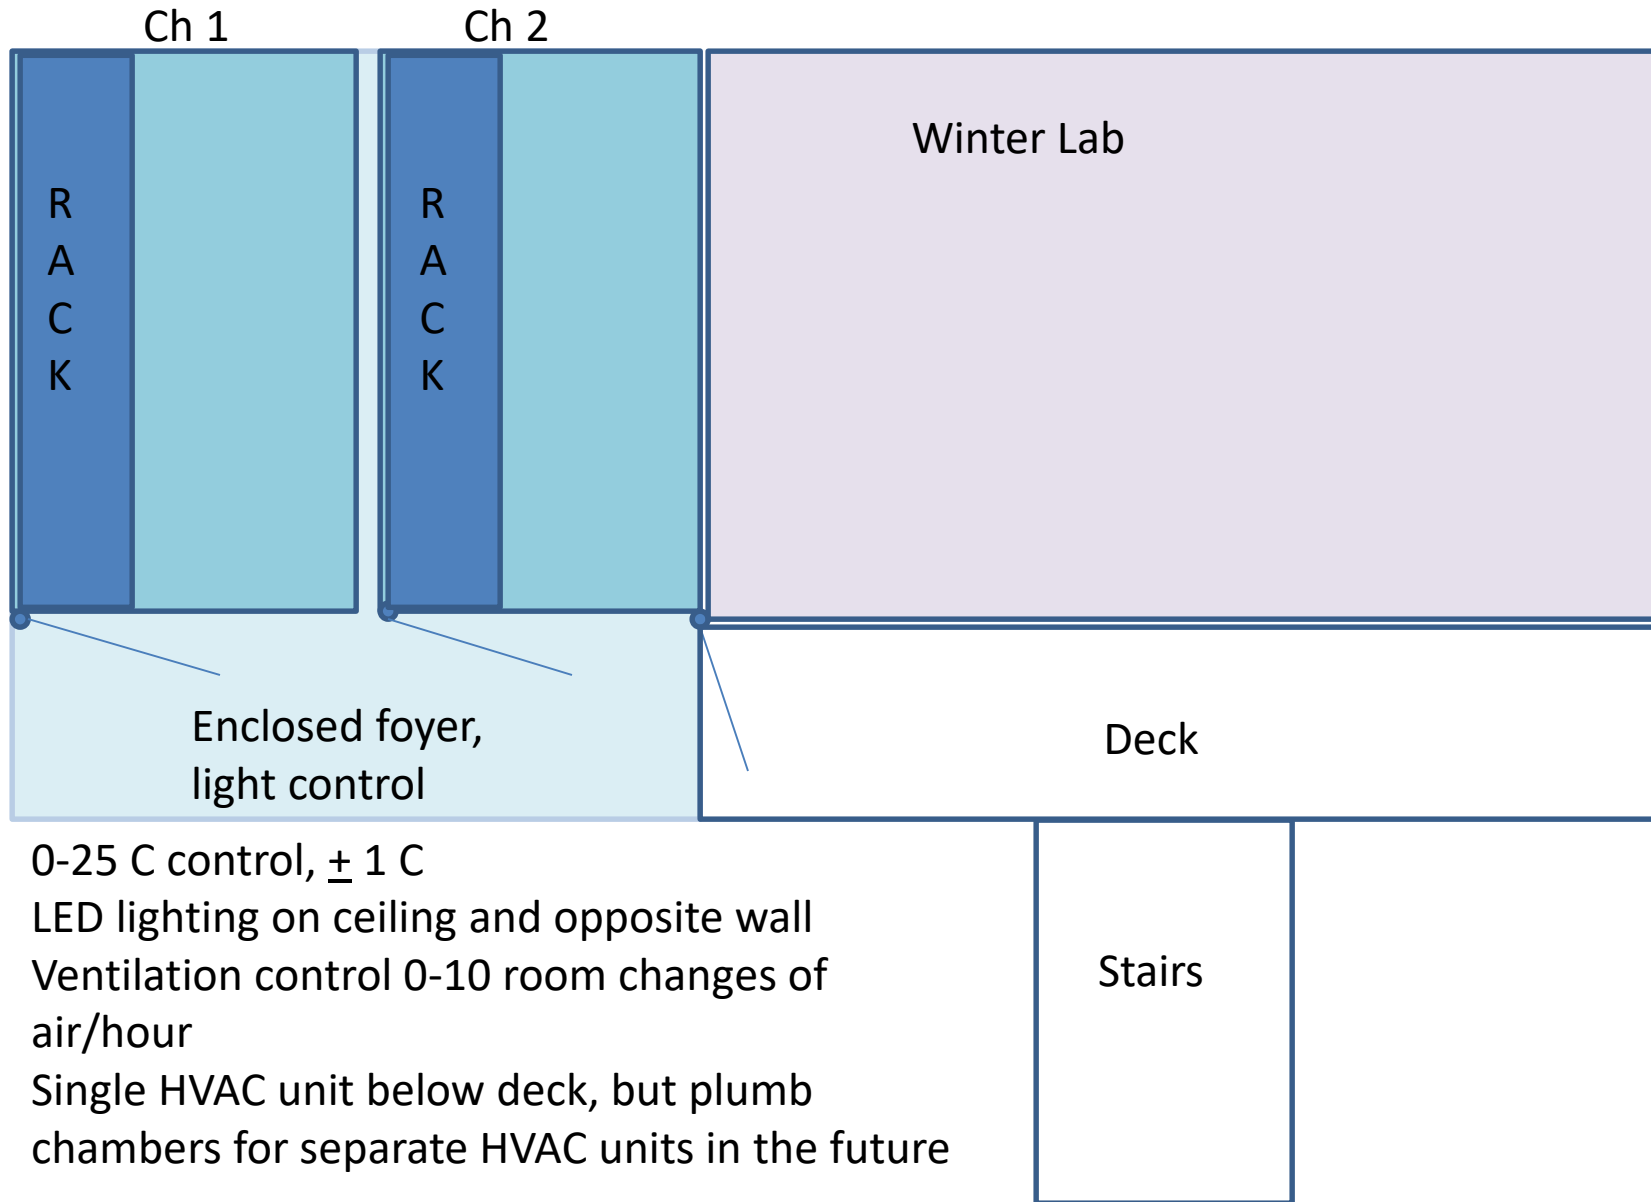 Ch 1
Ch 2
Winter Lab
R
A
C
K
R
A
C
K
Enclosed foyer,
light control
Deck
0-25 C control, ± 1 C
LED lighting on ceiling and opposite wall
Ventilation control 0-10 room changes of
air/hour
Single HVAC unit below deck, but plumb
chambers for separate HVAC units in the future
Stairs